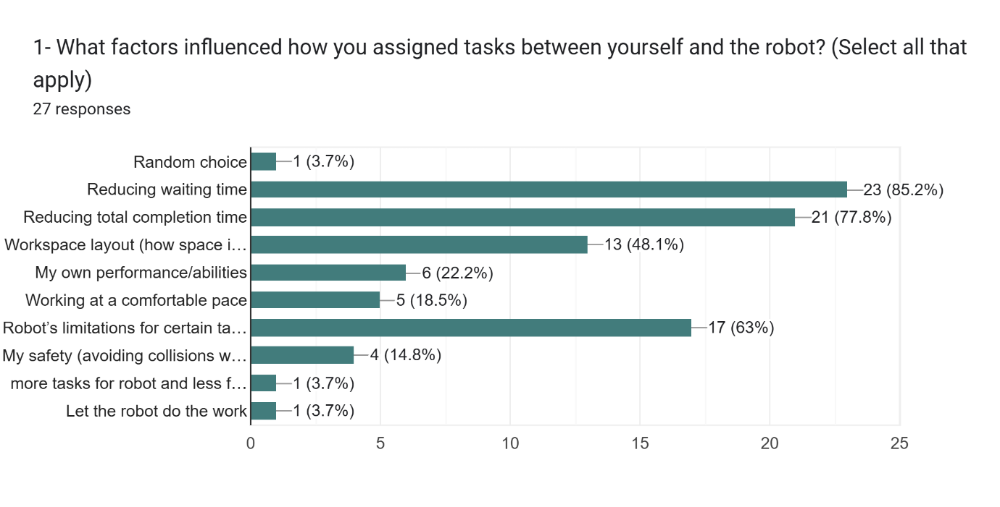 1- What factors influenced how you assigned tasks between yourself and the robot? (Select all that
apply)
27 responses
Random choice 1 (3.7%)
Reducing waiting time 23 (85.2%)
Reducing total completion time 21 (77.8%)
Workspace layout (how space i… 13 (48.1%)
My own performance/abilities 6 (22.2%)
Working at a comfortable pace 5 (18.5%)
Robot’s limitations for certain ta… 17 (63%)
My safety (avoiding collisions w… 4 (14.8%)
more tasks for robot and less f… 1 (3.7%)
Let the robot do the work 1 (3.7%)
0 5 10 15 20 25